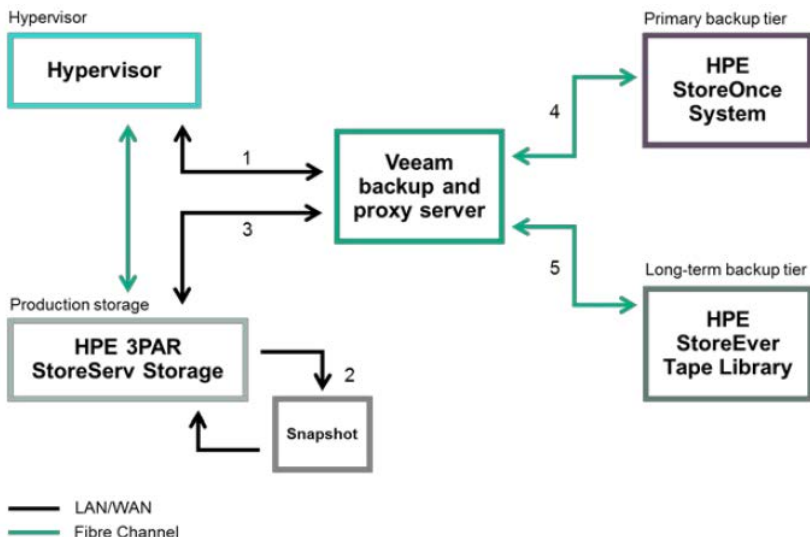 Hypervisor
Hypervisor
Primary backup tier
HPE
StoreOnce
System
4
1
Veeam
backup and
proxy server
3
5
Long-term backup tier
HPE
StoreEver
Tape Library
Production storage
HPE 3PAR
StoreServ Storage
2
Snapshot
LAN/WAN
Fibre Channel